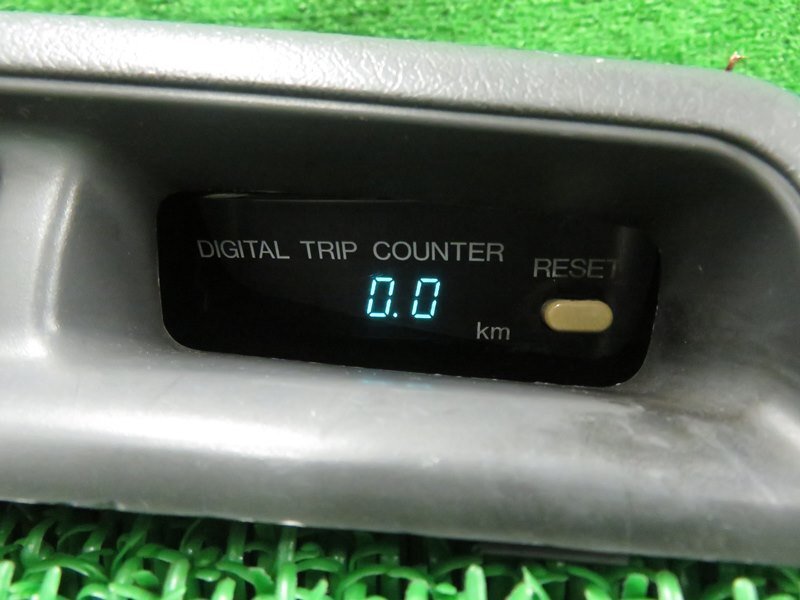 DIGITAL TRIP COUNTER
RESET
0.0
km